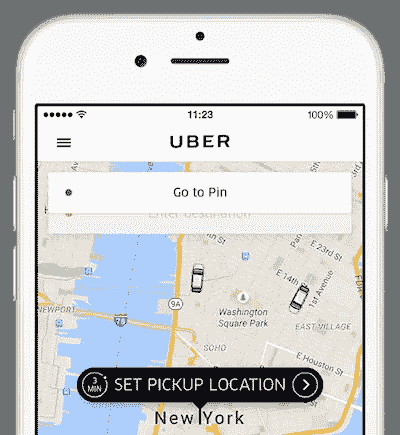 11:23
100%
UBER
Go to Pin
Enter destination
E 23rd St
E 14th
1st Avenue
NEWPORT
9A
78
Washington
Square Park
EAST VILLAGE
SOHO
E Houston St
3
MIN
SET PICKUP LOCATION
New York